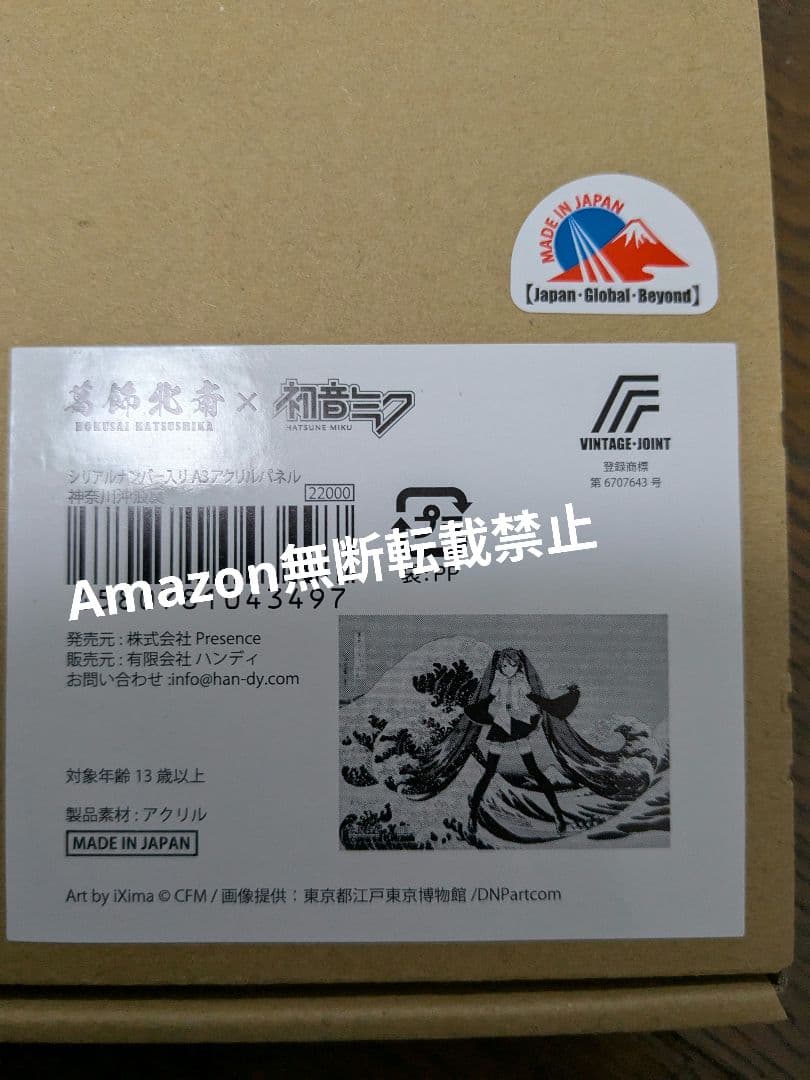 MADE IN JAPAN
【Japan・Global・Beyond】
葛飾北斎 × 初音ミク
HOKUSAI KATSUSHIKA
HATSUNE MIKU
VINTAGE・JOINT
登録商標
第 6707643 号
シリアルナンバー入り A3アクリルパネル
神奈川沖浪裏
22000
袋:PP
Amazon無断転載禁止
発売元:株式会社 Presence
販売元:有限会社 ハンディ
お問い合わせ:info@han-dy.com
対象年齢 13 歳以上
製品素材:アクリル
MADE IN JAPAN
Art by iXima © CFM / 画像提供:東京都江戸東京博物館 /DNPartcom